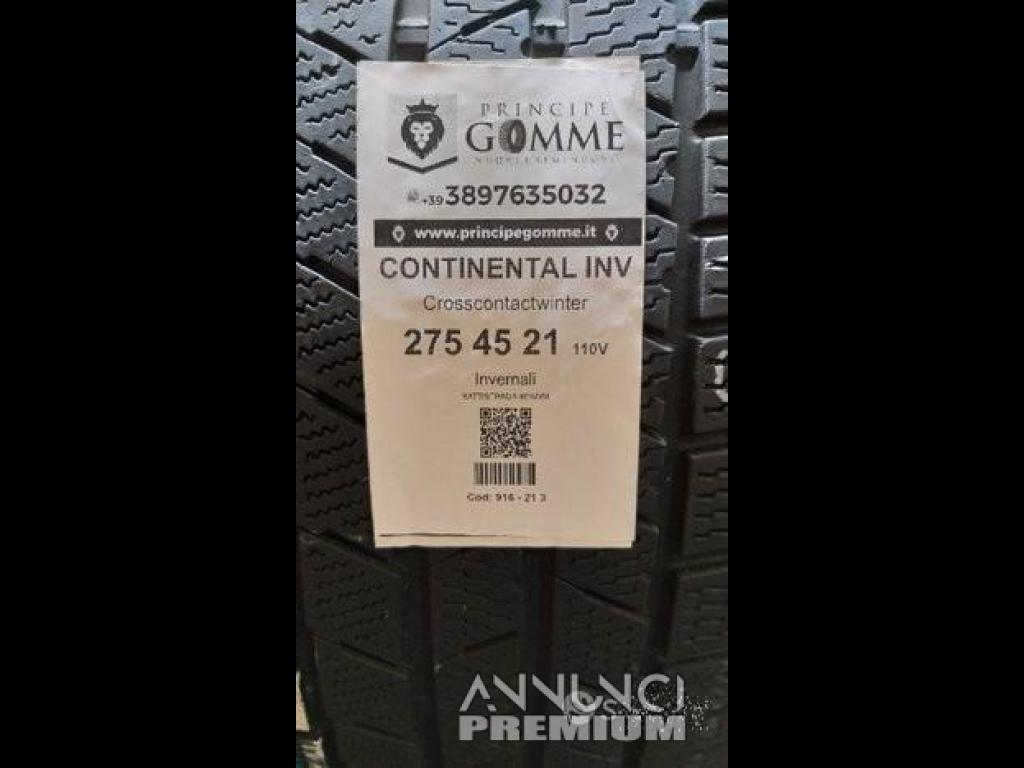 PRINCIPE
GOMME
+39 3897635032
www.principegomme.it
CONTINENTAL INV
Crosscontactwinter
275 45 21 110V
Invernali
Cod: 916 - 21 3
ANNUNCI
PREMIUM